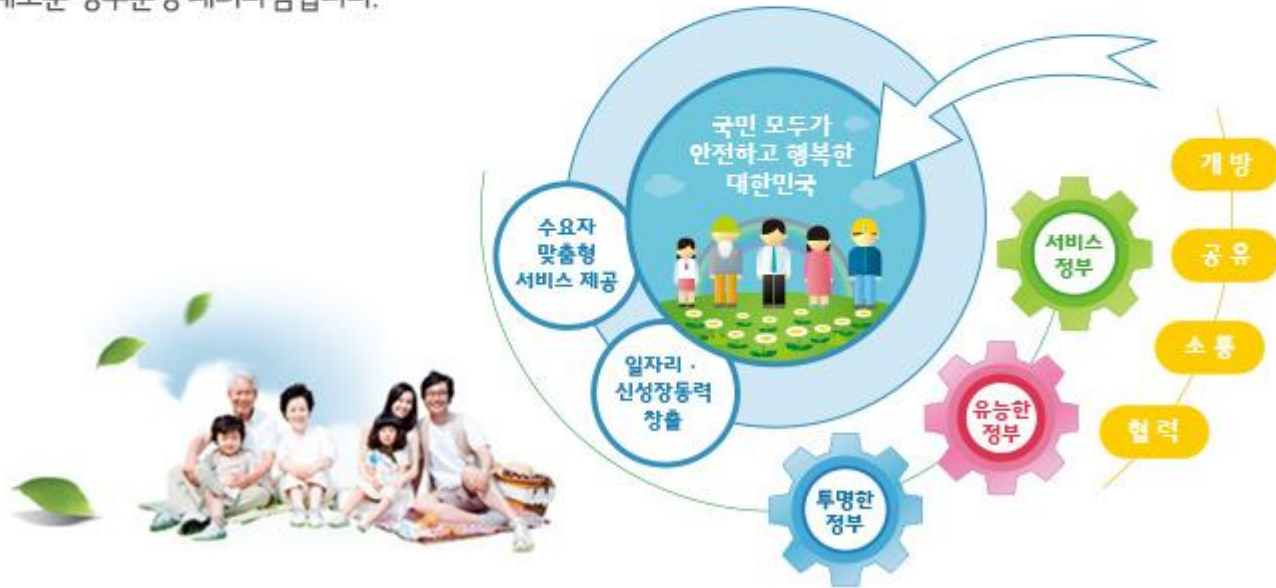 국민 모두가
안전하고 행복한
대한민국
수요자
맞춤형
서비스 제공
일자리 ·
신성장동력
창출
서비스
정부
유능한
정부
투명한
정부
개방
공유
소통
협력